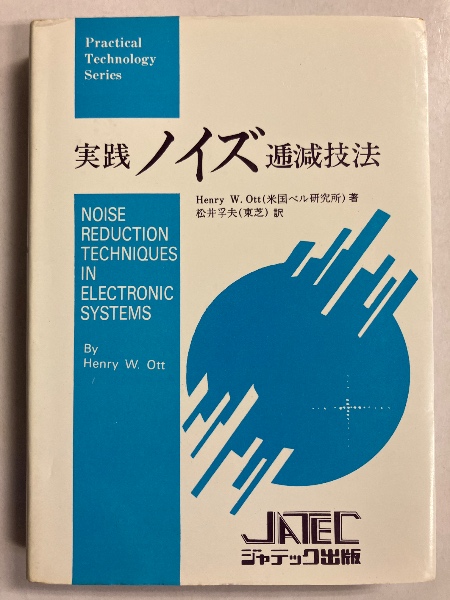 Practical
Technology
Series
実践ノイズ逓減技法
Henry W. Ott(米国ベル研究所)著
松井孚夫(東芝)訳
NOISE
REDUCTION
TECHNIQUES
IN
ELECTRONIC
SYSTEMS
By
Henry W. Ott
JATEC
ジャテック出版